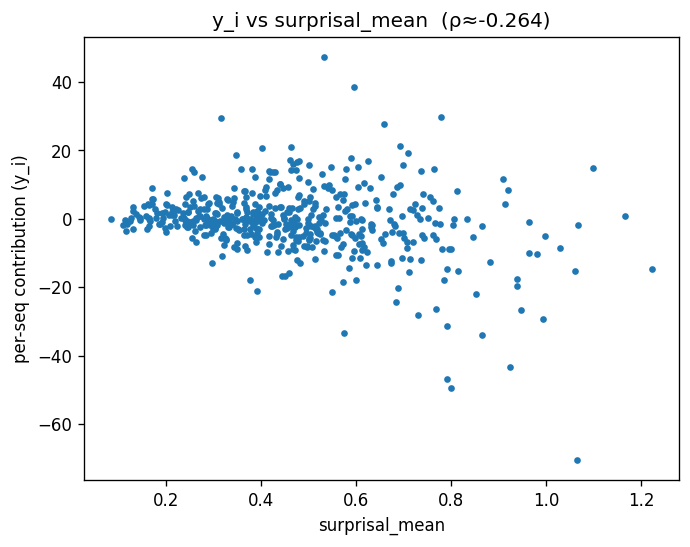 y_i vs surprisal_mean (ρ≈-0.264)
per-seq contribution (y_i)
40
20
0
−20
−40
−60
0.2 0.4 0.6 0.8 1.0 1.2
surprisal_mean